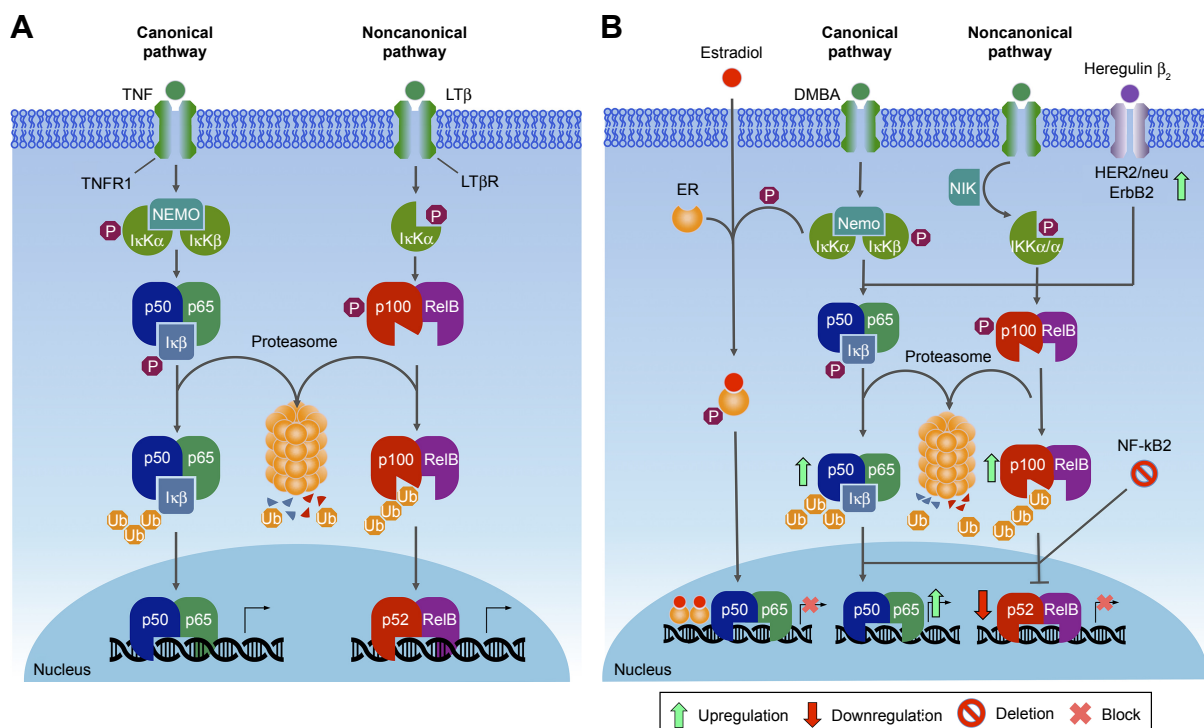 A
Canonical
pathway
Noncanonical
pathway
TNF
LTβ
TNFR1
LTβR
P
NEMO
IκKα
IκKβ
P
IκKα
p50
p65
Iκβ
P
P
p100
RelB
Proteasome
p50
p65
Iκβ
Ub
Ub
Ub
Ub
Ub
p100
RelB
Ub
Ub
Ub
p50
p65
p52
RelB
Nucleus
B
Estradiol
Canonical
pathway
Noncanonical
pathway
Heregulin β2
DMBA
HER2/neu
ErbB2
ER
P
Nemo
IκKα
IκKβ
P
NIK
P
IKKα/α
p50
p65
Iκβ
P
P
p100
RelB
Proteasome
P
p50
p65
Iκβ
Ub
Ub
Ub
Ub
Ub
p100
RelB
Ub
Ub
Ub
NF-kB2
p50
p65
p50
p65
p52
RelB
Nucleus
Upregulation
Downregulation
Deletion
Block